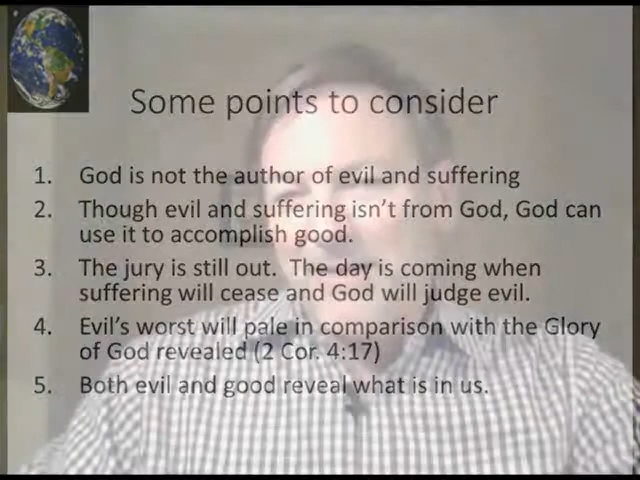 Some points to consider
1. God is not the author of evil and suffering
2. Though evil and suffering isn't from God, God can
use it to accomplish good.
3. The jury is still out. The day is coming when
suffering will cease and God will judge evil.
4. Evil's worst will pale in comparison with the Glory
of God revealed (2 Cor. 4:17)
5. Both evil and good reveal what is in us.